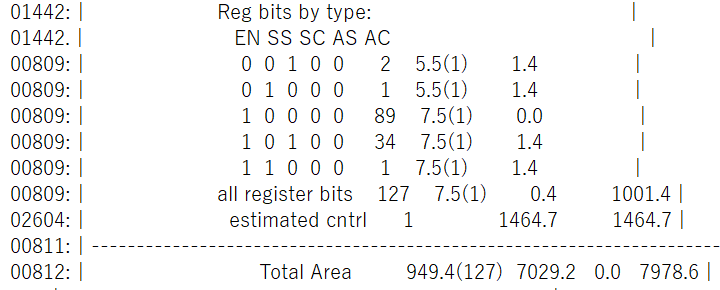 01442: | Reg bits by type: |
01442. | EN SS SC AS AC |
00809: | 0 0 1 0 0 2 5.5(1) 1.4 |
00809: | 0 1 0 0 0 1 5.5(1) 1.4 |
00809: | 1 0 0 0 0 89 7.5(1) 0.0 |
00809: | 1 0 1 0 0 34 7.5(1) 1.4 |
00809: | 1 1 0 0 0 1 7.5(1) 1.4 |
00809: | all register bits 127 7.5(1) 0.4 1001.4 |
02604: | estimated cntrl 1 1464.7 1464.7 |
00811: | ----------------------------------------------------------------------
00812: | Total Area 949.4(127) 7029.2 0.0 7978.6 |